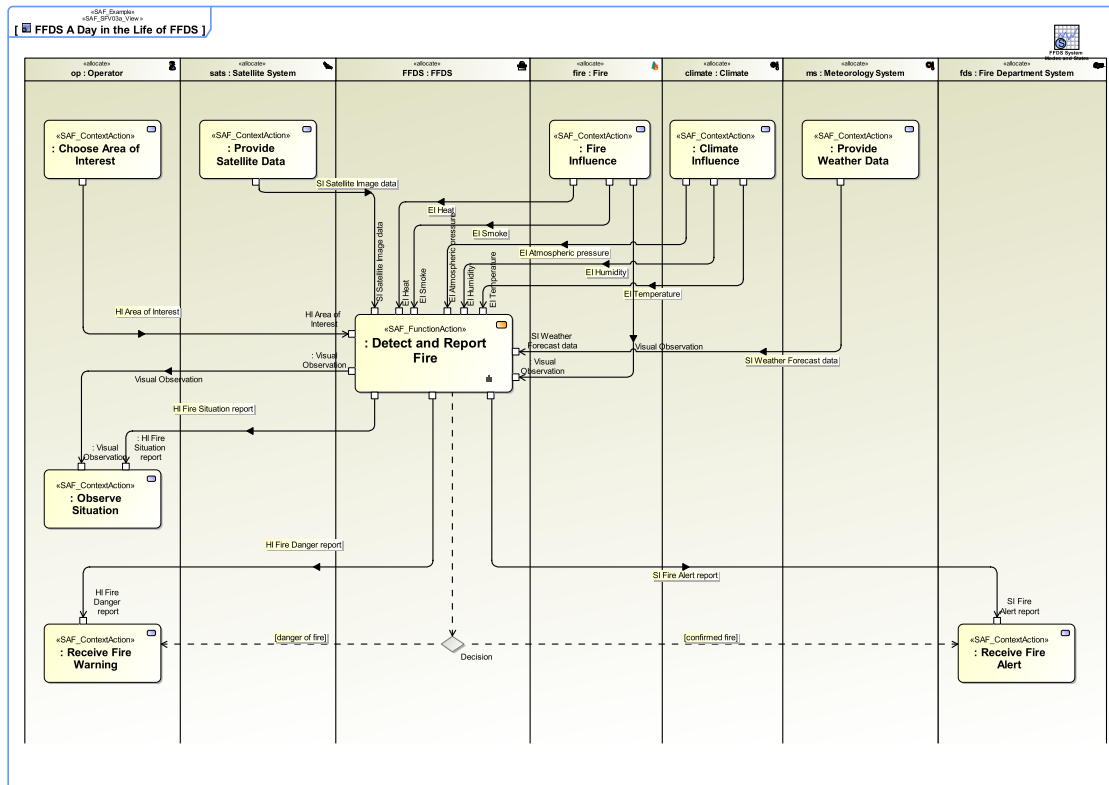 «SAF_Example»
«SAF_SFV03a_View»
[ FFDS A Day in the Life of FFDS ]
FFDS System
Modes and States
«allocate»
op : Operator
«allocate»
sats : Satellite System
«allocate»
FFDS : FFDS
«allocate»
fire : Fire
«allocate»
climate : Climate
«allocate»
ms : Meteorology System
«allocate»
fds : Fire Department System
«SAF_ContextAction»
: Choose Area of
Interest
«SAF_ContextAction»
: Provide
Satellite Data
«SAF_ContextAction»
: Fire
Influence
«SAF_ContextAction»
: Climate
Influence
«SAF_ContextAction»
: Provide
Weather Data
SI Satellite Image data
EI Heat
EI Smoke
EI Atmospheric pressure
EI Humidity
EI Temperature
SI Satellite Image data
EI Heat
EI Smoke
EI Atmospheric pressure
EI Humidity
EI Temperature
HI Area of Interest
HI Area of
Interest
«SAF_FunctionAction»
: Detect and Report
Fire
SI Weather
Forecast data
Visual Observation
SI Weather Forecast data
: Visual
Observation
: Visual
Observation
Visual Observation
HI Fire Situation report
: Visual
Observation
: HI Fire
Situation
report
«SAF_ContextAction»
: Observe
Situation
HI Fire Danger report
SI Fire Alert report
HI Fire
Danger
report
SI Fire
Alert report
«SAF_ContextAction»
: Receive Fire
Warning
[danger of fire]
Decision
[confirmed fire]
«SAF_ContextAction»
: Receive Fire
Alert